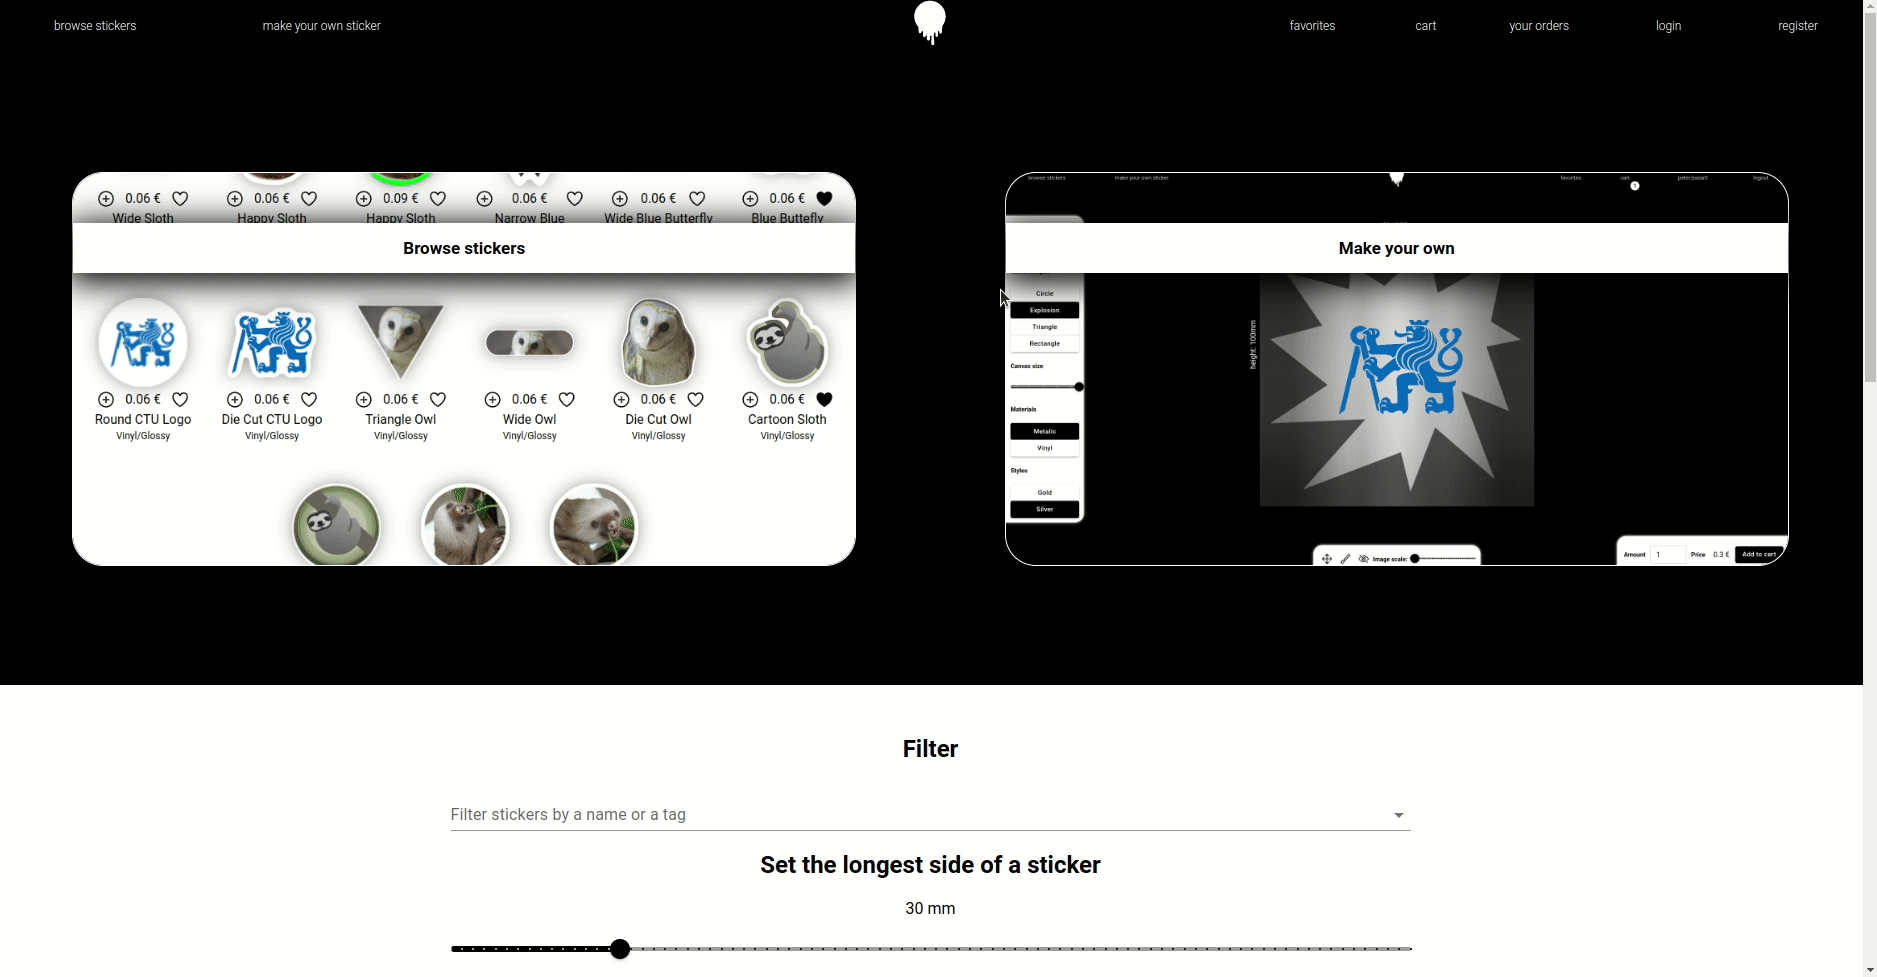 browse stickers
make your own sticker
favorites
cart
your orders
login
register
0.06 €
0.06 €
0.09 €
0.06 €
0.06 €
0.06 €
Wide Sloth
Happy Sloth
Happy Sloth
Narrow Blue
Wide Blue Butterfly
Blue Buttefly
Browse stickers
0.06 €
0.06 €
0.06 €
0.06 €
0.06 €
0.06 €
Round CTU Logo
Die Cut CTU Logo
Triangle Owl
Wide Owl
Die Cut Owl
Cartoon Sloth
Vinyl/Glossy
Vinyl/Glossy
Vinyl/Glossy
Vinyl/Glossy
Vinyl/Glossy
Vinyl/Glossy
browse stickers
make your own sticker
favorites
cart
1
logout
Make your own
Circle
Explosion
Triangle
Rectangle
Canvas size
Materials
Metalic
Vinyl
Styles
Gold
Silver
height: 100mm
Image scale:
Amount
1
Price
0.3 €
Add to cart
Filter
Filter stickers by a name or a tag
Set the longest side of a sticker
30 mm